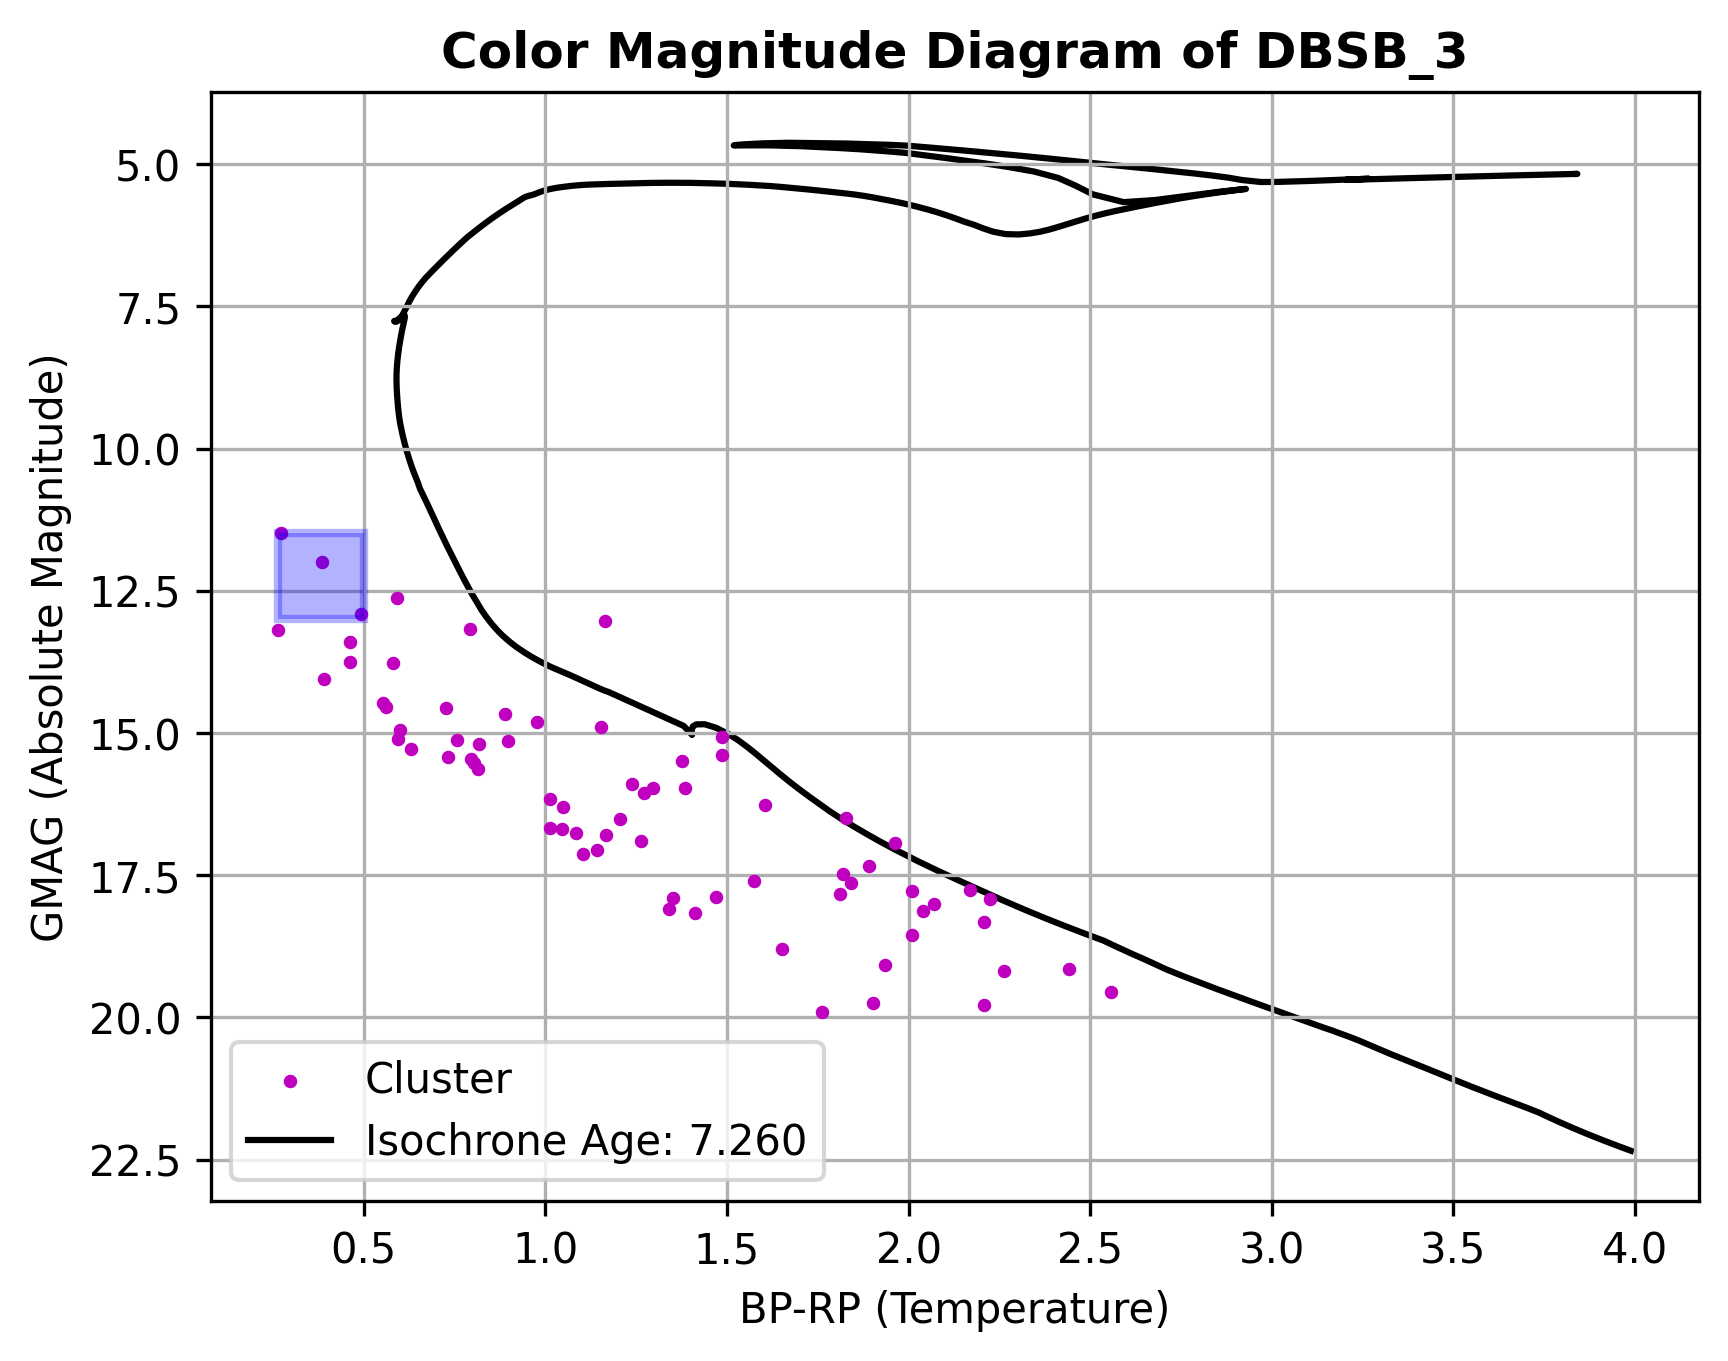 Color Magnitude Diagram of DBSB_3
GMAG (Absolute Magnitude)
5.0
7.5
10.0
12.5
15.0
17.5
20.0
22.5
Cluster
Isochrone Age: 7.260
0.5 1.0 1.5 2.0 2.5 3.0 3.5 4.0
BP-RP (Temperature)